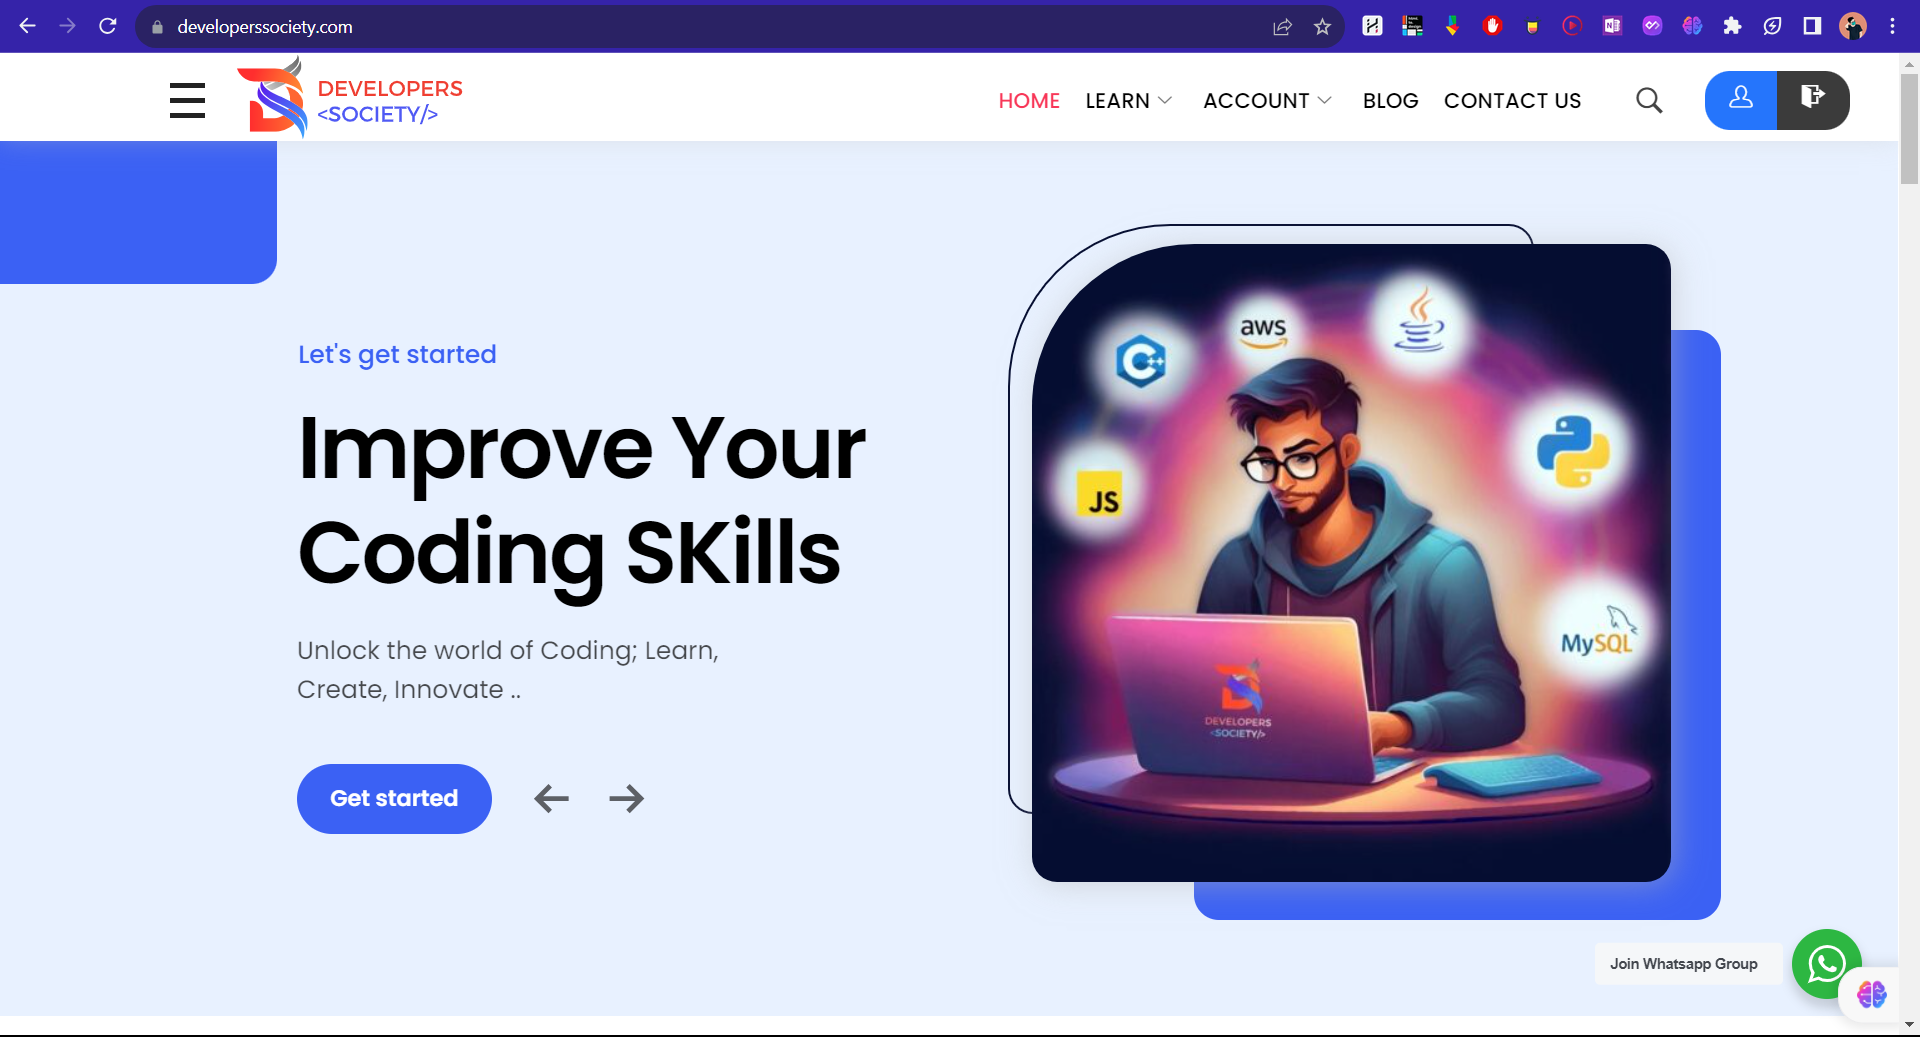 developerssociety.com
DEVELOPERS
<SOCIETY/>
HOME LEARN ACCOUNT BLOG CONTACT US
Let's get started
Improve Your
Coding SKills
Unlock the world of Coding; Learn,
Create, Innovate ..
Get started
C++
aws
JS
MySQL
DEVELOPERS
<SOCIETY/>
Join Whatsapp Group